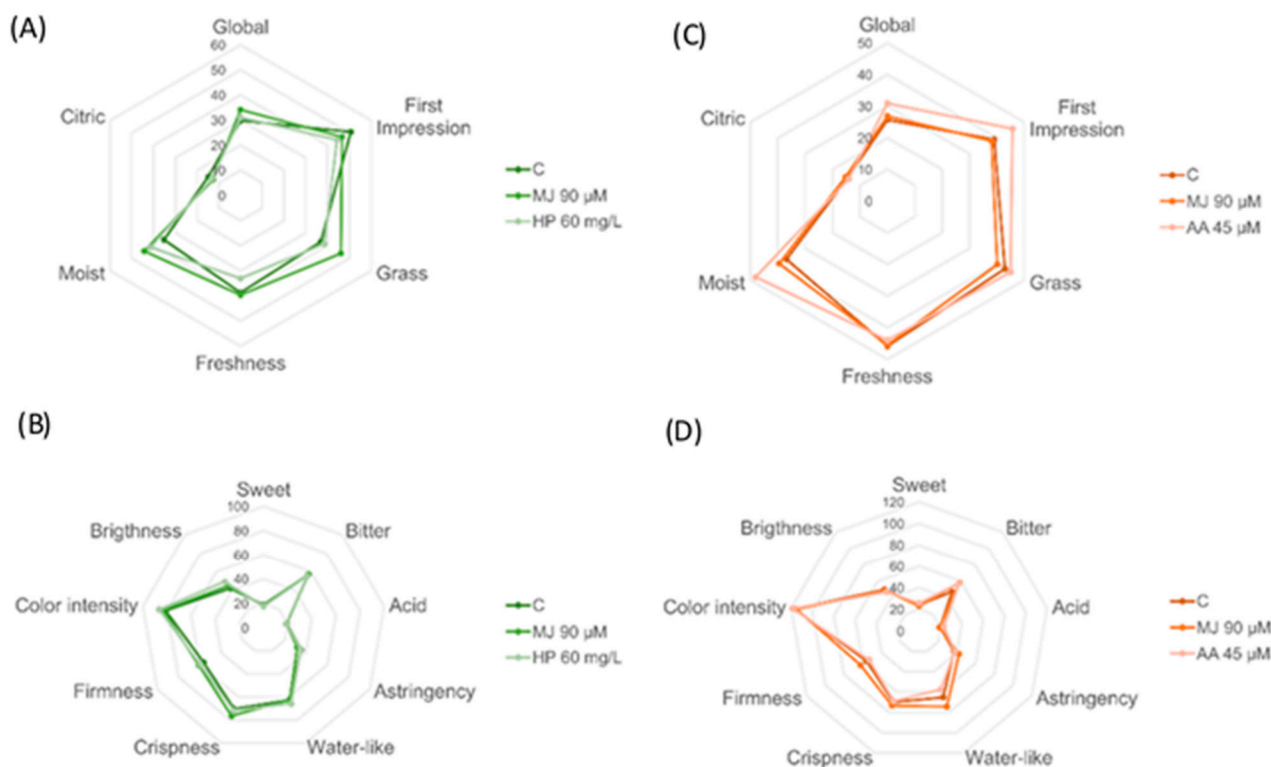 (A)
Global
60
50
40
30
20
10
0
First
Impression
Grass
Freshness
Moist
Citric
C
MJ 90 µM
HP 60 mg/L
(C)
Global
50
40
30
20
10
0
First
Impression
Grass
Freshness
Moist
Citric
C
MJ 90 µM
AA 45 µM
(B)
Sweet
100
80
60
40
20
0
Bitter
Acid
Astringency
Water-like
Crispness
Firmness
Color intensity
Brigthness
C
MJ 90 µM
HP 60 mg/L
(D)
Sweet
120
100
80
60
40
20
0
Bitter
Acid
Astringency
Water-like
Crispness
Firmness
Color intensity
Brigthness
C
MJ 90 µM
AA 45 µM